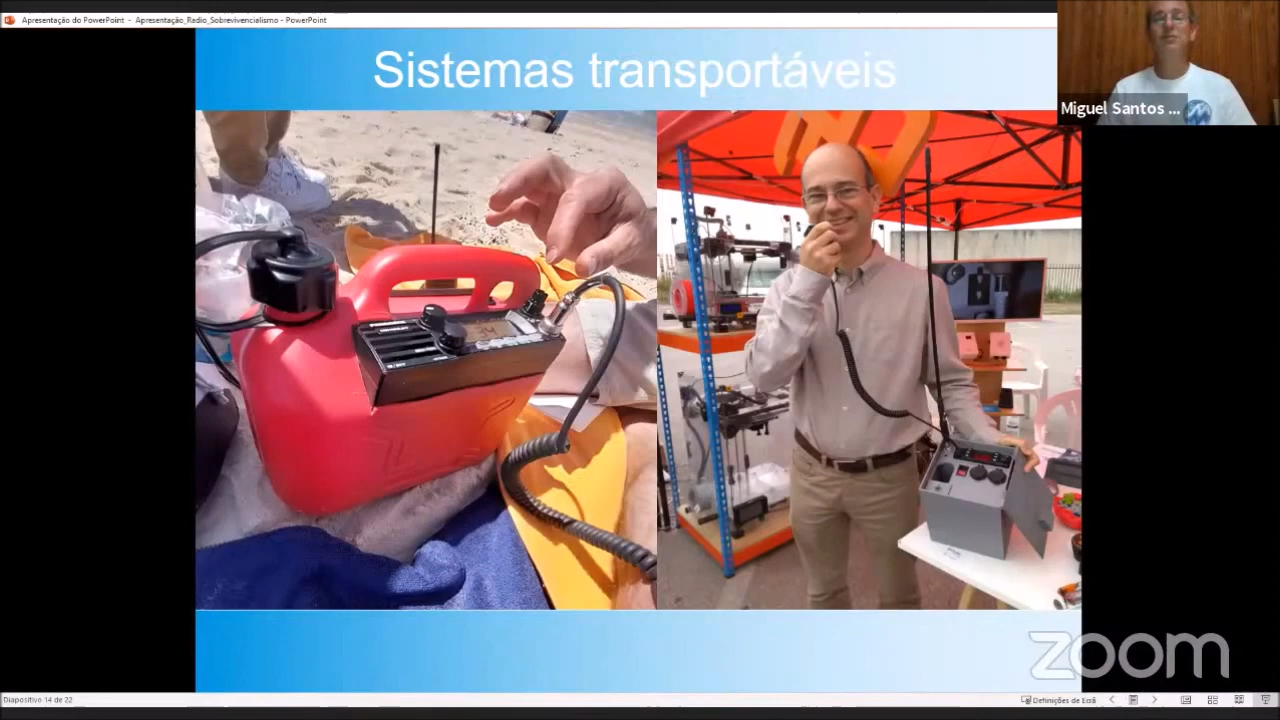 Apresentação do PowerPoint - Apresentação_Radio_Sobrevivencialismo - PowerPoint
Sistemas transportáveis
Miguel Santos ...
zoom
Diapositivo 14 de 22
Definições de Ecrã